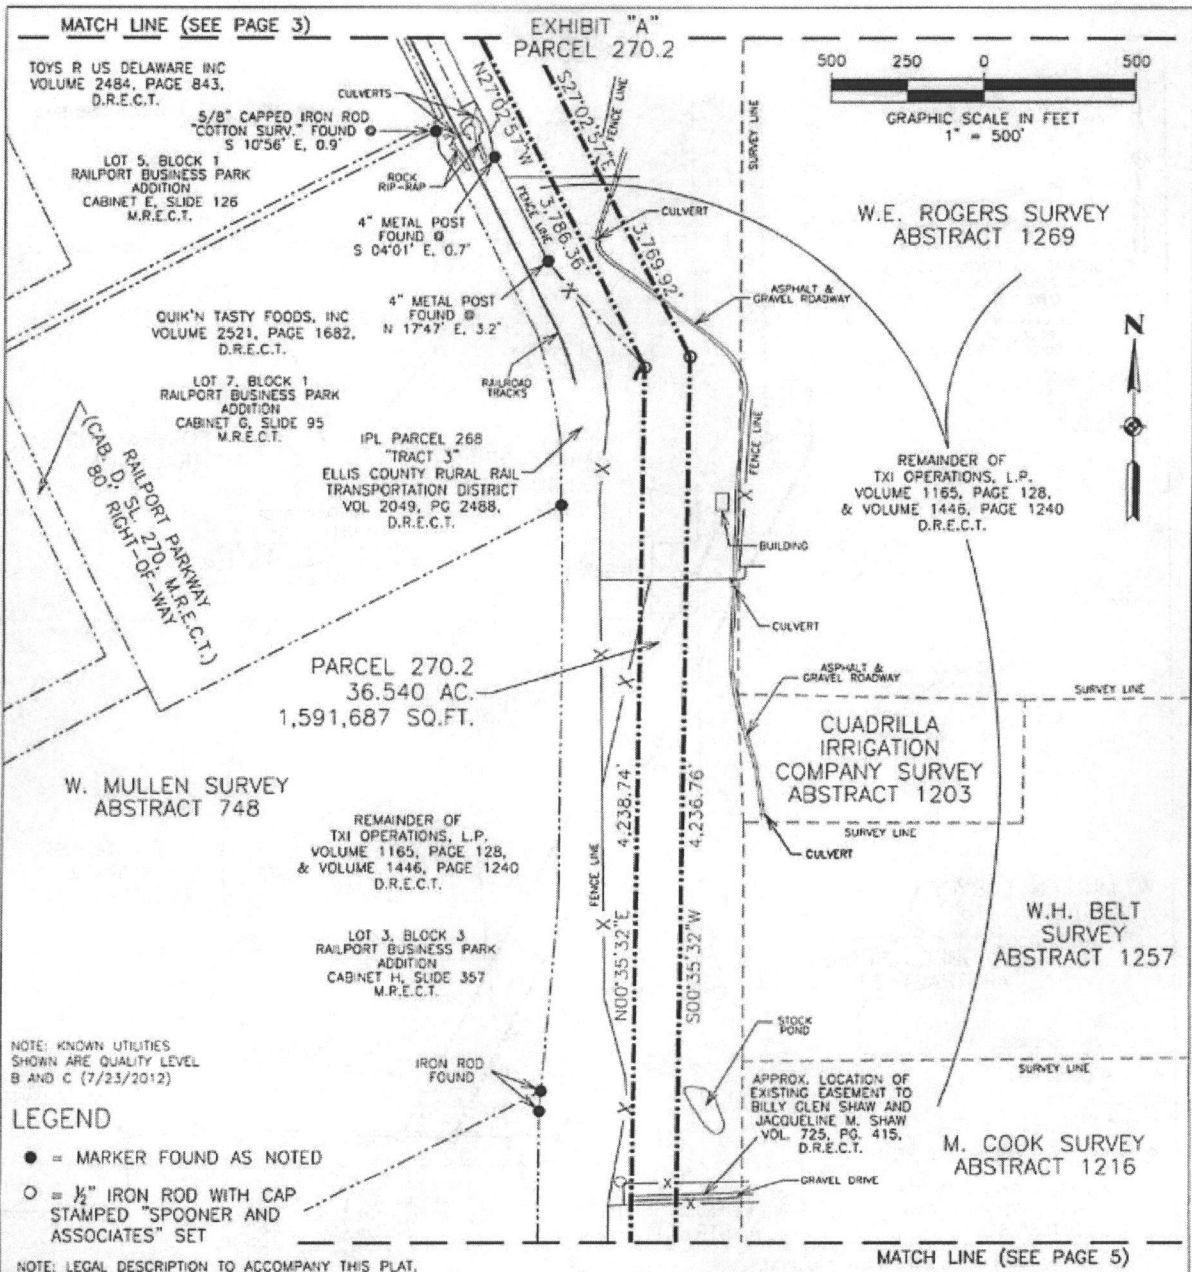 MATCH LINE (SEE PAGE 3)
EXHIBIT "A"
PARCEL 270.2
TOYS R US DELAWARE INC
VOLUME 2484, PAGE 843,
D.R.E.C.T.
CULVERTS
5/8" CAPPED IRON ROD
"COTTON SURV." FOUND @
S 10°56' E, 0.9'
LOT 5, BLOCK 1
RAILPORT BUSINESS PARK
ADDITION
CABINET E, SLIDE 126
M.R.E.C.T.
ROCK
RIP-RAP
4" METAL POST
FOUND @
S 04°01' E, 0.7'
4" METAL POST
FOUND @
N 17°47' E, 3.2'
N27°02'57"W
3,786.36'
S27°02'57"E
3,769.92'
FENCE LINE
FENCE LINE
CULVERT
SURVEY LINE
500 250 0 500
GRAPHIC SCALE IN FEET
1" = 500'
W.E. ROGERS SURVEY
ABSTRACT 1269
ASPHALT &
GRAVEL ROADWAY
N
QUIK'N TASTY FOODS, INC
VOLUME 2521, PAGE 1682,
D.R.E.C.T.
LOT 7, BLOCK 1
RAILPORT BUSINESS PARK
ADDITION
CABINET G, SLIDE 95
M.R.E.C.T.
RAILROAD
TRACKS
RAILPORT PARKWAY
(CAB. D, SL. 270, M.R.E.C.T.)
80' RIGHT-OF-WAY
IPL PARCEL 268
"TRACT 3"
ELLIS COUNTY RURAL RAIL
TRANSPORTATION DISTRICT
VOL 2049, PG 2488,
D.R.E.C.T.
FENCE LINE
REMAINDER OF
TXI OPERATIONS, L.P.
VOLUME 1165, PAGE 128,
& VOLUME 1446, PAGE 1240
D.R.E.C.T.
BUILDING
CULVERT
PARCEL 270.2
36.540 AC.
1,591,687 SQ.FT.
ASPHALT &
GRAVEL ROADWAY
SURVEY LINE
CUADRILLA
IRRIGATION
COMPANY SURVEY
ABSTRACT 1203
SURVEY LINE
CULVERT
W. MULLEN SURVEY
ABSTRACT 748
REMAINDER OF
TXI OPERATIONS, L.P.
VOLUME 1165, PAGE 128,
& VOLUME 1446, PAGE 1240
D.R.E.C.T.
FENCE LINE
N00°35'32"E
4,238.74'
S00°35'32"W
4,236.76'
LOT 3, BLOCK 3
RAILPORT BUSINESS PARK
ADDITION
CABINET H, SLIDE 357
M.R.E.C.T.
W.H. BELT
SURVEY
ABSTRACT 1257
STOCK
POND
SURVEY LINE
NOTE: KNOWN UTILITIES
SHOWN ARE QUALITY LEVEL
B AND C (7/23/2012)
IRON ROD
FOUND
APPROX. LOCATION OF
EXISTING EASEMENT TO
BILLY GLEN SHAW AND
JACQUELINE M. SHAW
VOL. 725, PG. 415,
D.R.E.C.T.
GRAVEL DRIVE
M. COOK SURVEY
ABSTRACT 1216
LEGEND
● = MARKER FOUND AS NOTED
○ = ½" IRON ROD WITH CAP
STAMPED "SPOONER AND
ASSOCIATES" SET
MATCH LINE (SEE PAGE 5)
NOTE: LEGAL DESCRIPTION TO ACCOMPANY THIS PLAT.